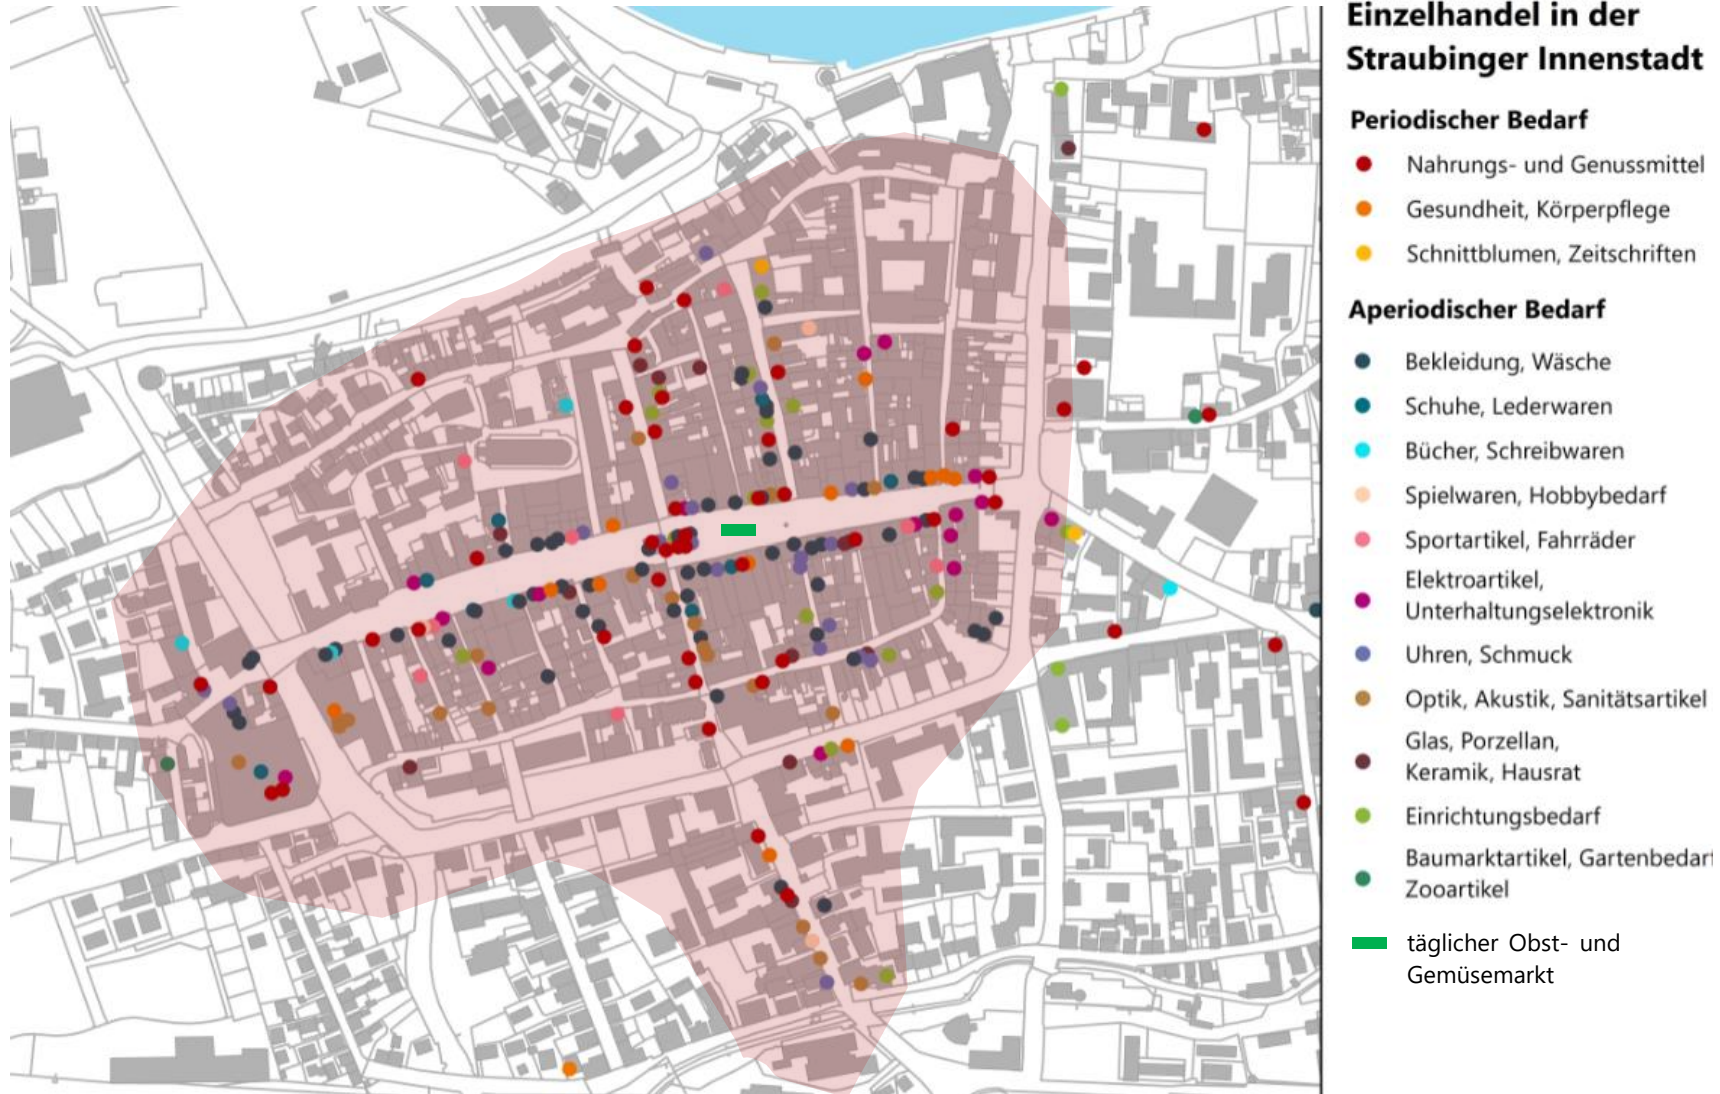 Einzelhandel in der
Straubinger Innenstadt
Periodischer Bedarf
Nahrungs- und Genussmittel
Gesundheit, Körperpflege
Schnittblumen, Zeitschriften
Aperiodischer Bedarf
Bekleidung, Wäsche
Schuhe, Lederwaren
Bücher, Schreibwaren
Spielwaren, Hobbybedarf
Sportartikel, Fahrräder
Elektroartikel,
Unterhaltungselektronik
Uhren, Schmuck
Optik, Akustik, Sanitätsartikel
Glas, Porzellan,
Keramik, Hausrat
Einrichtungsbedarf
Baumarktartikel, Gartenbedarf
Zooartikel
täglicher Obst- und
Gemüsemarkt